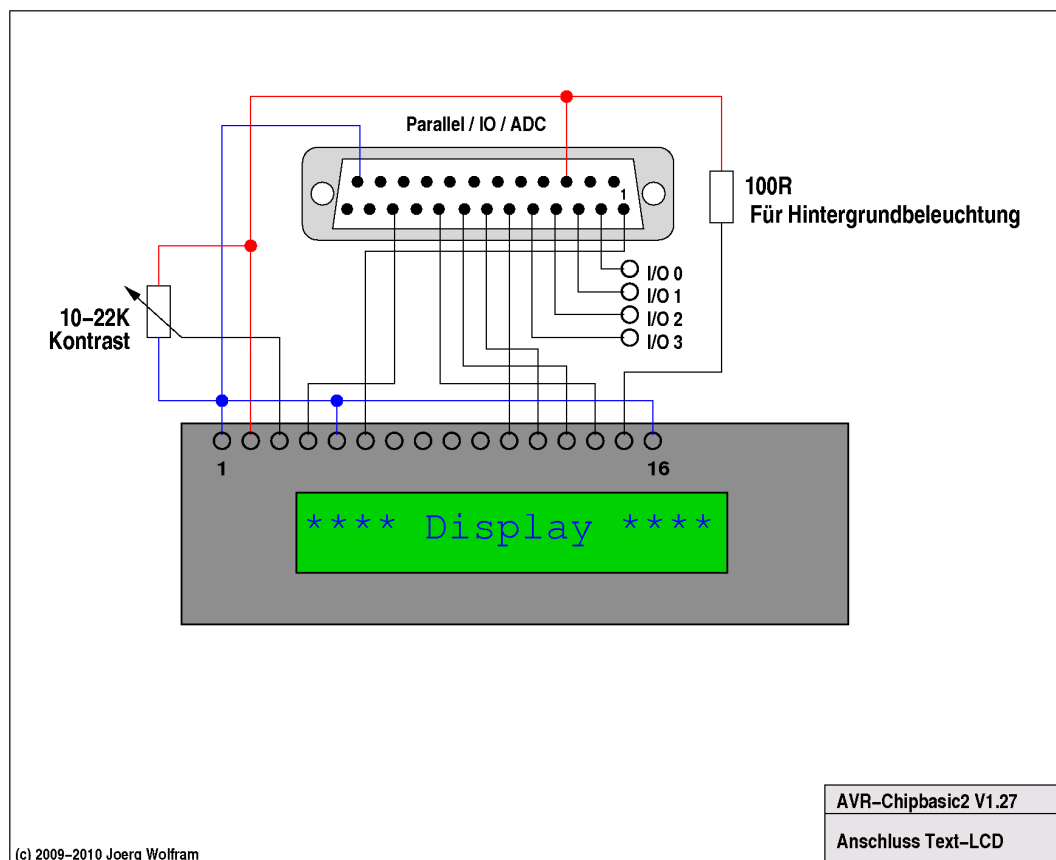 Parallel / IO / ADC
1
100R
Für Hintergrundbeleuchtung
I/O 0
I/O 1
I/O 2
I/O 3
10–22K
Kontrast
1
16
**** Display ****
AVR–Chipbasic2 V1.27
Anschluss Text–LCD
(c) 2009–2010 Joerg Wolfram